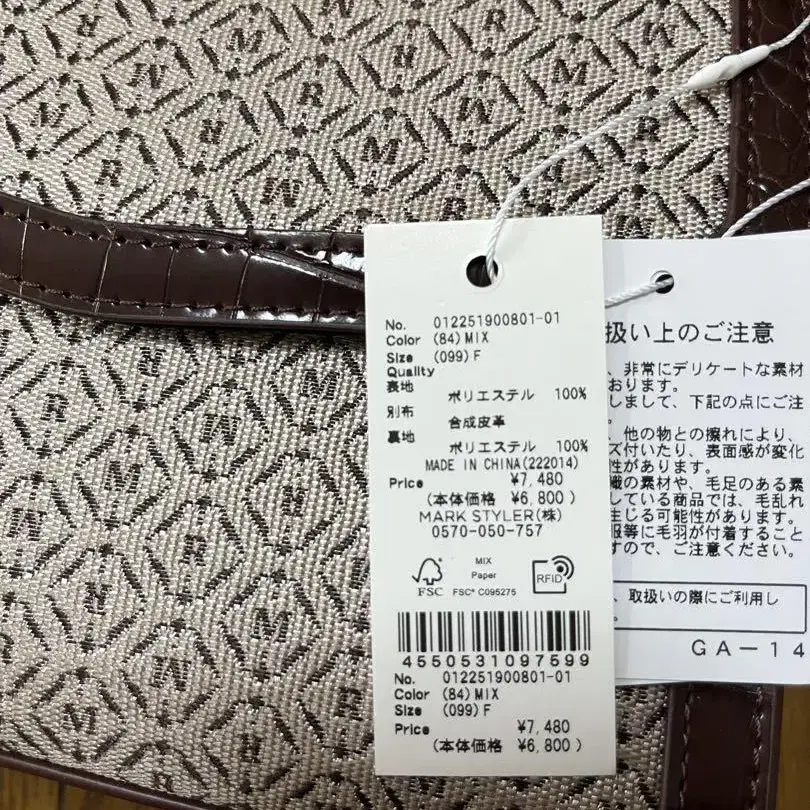 No. 012251900801-01
Color (84)MIX
Size (099)F
Quality
表地 ポリエステル 100%
別布 合成皮革
裏地 ポリエステル 100%
MADE IN CHINA(222014)
Price ¥7,480
(本体価格 ¥6,800)
MARK STYLER(株)
0570-050-757
FSC
MIX
Paper
FSC® C095275
RFID
4550531097599
No. 012251900801-01
Color (84)MIX
Size (099)F
Price ¥7,480
(本体価格 ¥6,800)
扱い上のご注意
、非常にデリケートな素材
おります。
しまして、下記の点にご注
。
、他の物との擦れにより、
ズ付いたり、表面感が変化
性があります。
繊の素材や、毛足のある素
している商品では、毛乱れ
生じる可能性があります。
服等に毛羽が付着すること
すので、ご注意ください。
、取扱いの際にご利用し
。
GA-14